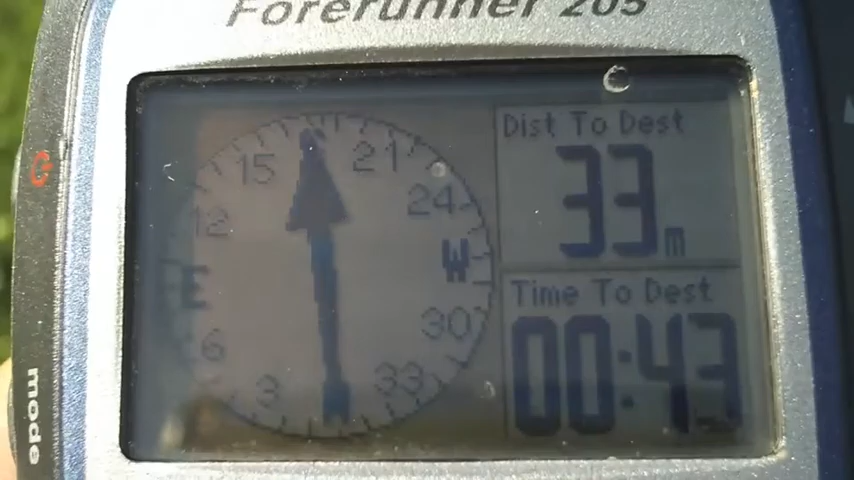 Forerunner 205
Dist To Dest
15
21
33m
12
24
E
W
Time To Dest
00:43
6
30
3
33
mode